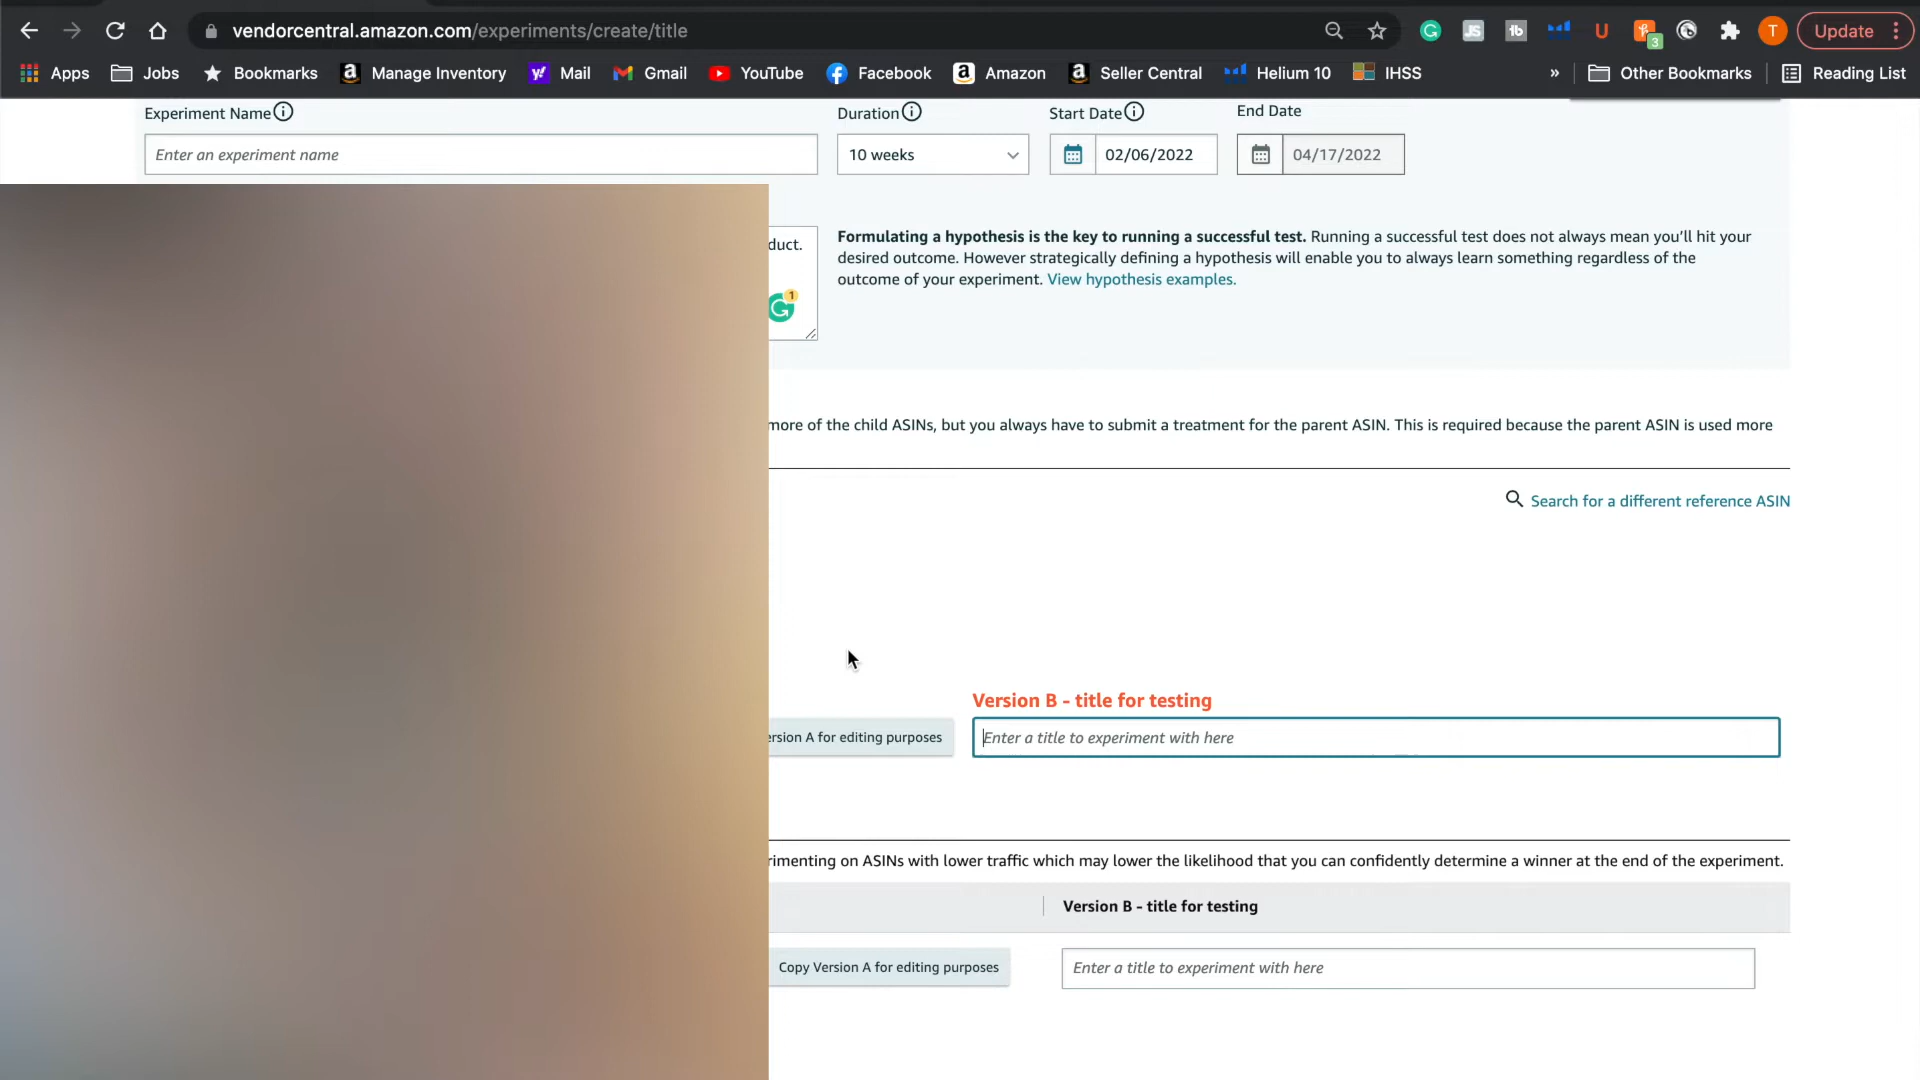 vendorcentral.amazon.com/experiments/create/title
3
T
Update
Apps
Jobs
Bookmarks
Manage Inventory
Mail
Gmail
YouTube
Facebook
Amazon
Seller Central
Helium 10
IHSS
»
Other Bookmarks
Reading List
Experiment Name
Duration
Start Date
End Date
Enter an experiment name
10 weeks
02/06/2022
04/17/2022
duct.
1
Formulating a hypothesis is the key to running a successful test. Running a successful test does not always mean you'll hit your
desired outcome. However strategically defining a hypothesis will enable you to always learn something regardless of the
outcome of your experiment. View hypothesis examples.
more of the child ASINs, but you always have to submit a treatment for the parent ASIN. This is required because the parent ASIN is used more
Search for a different reference ASIN
Version B - title for testing
ersion A for editing purposes
Enter a title to experiment with here
rimenting on ASINs with lower traffic which may lower the likelihood that you can confidently determine a winner at the end of the experiment.
Version B - title for testing
Copy Version A for editing purposes
Enter a title to experiment with here